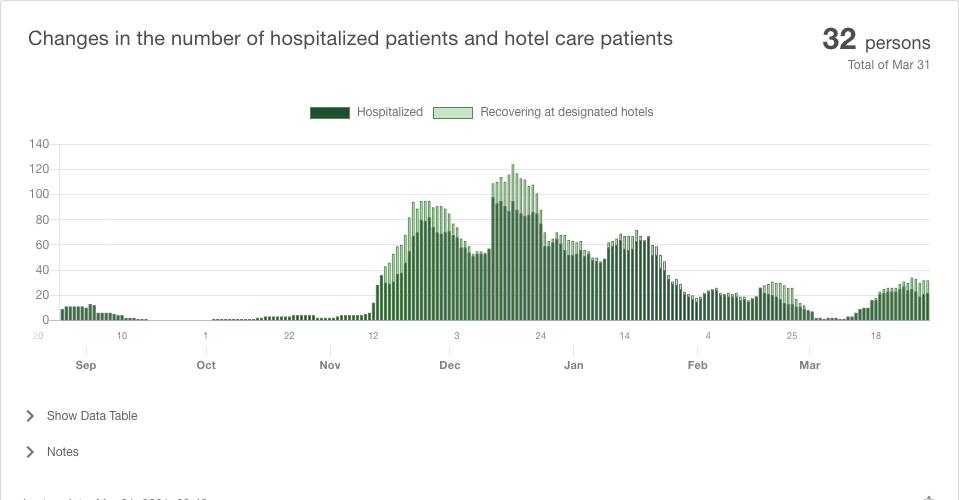 Changes in the number of hospitalized patients and hotel care patients
32 persons
Total of Mar 31
Hospitalized Recovering at designated hotels
140
120
100
80
60
40
20
0
20 10 1 22 12 3 24 14 4 25 18
Sep Oct Nov Dec Jan Feb Mar
Show Data Table
Notes